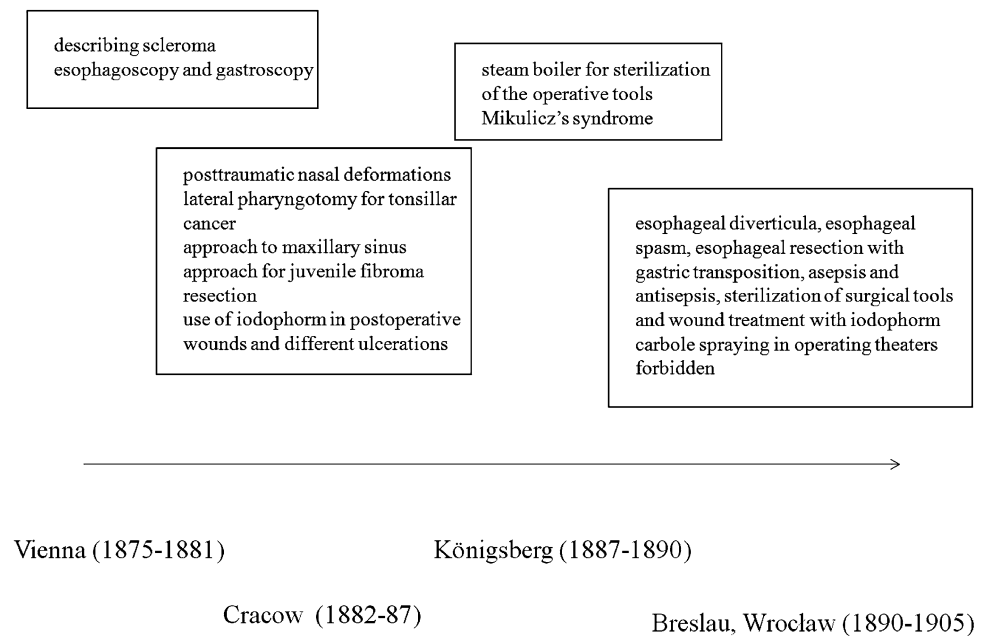 describing scleroma
esophagoscopy and gastroscopy
steam boiler for sterilization
of the operative tools
Mikulicz's syndrome
posttraumatic nasal deformations
lateral pharyngotomy for tonsillar
cancer
approach to maxillary sinus
approach for juvenile fibroma
resection
use of iodophorm in postoperative
wounds and different ulcerations
esophageal diverticula, esophageal
spasm, esophageal resection with
gastric transposition, asepsis and
antisepsis, sterilization of surgical tools
and wound treatment with iodophorm
carbole spraying in operating theaters
forbidden
Vienna (1875-1881)
Königsberg (1887-1890)
Cracow (1882-87)
Breslau, Wrocław (1890-1905)